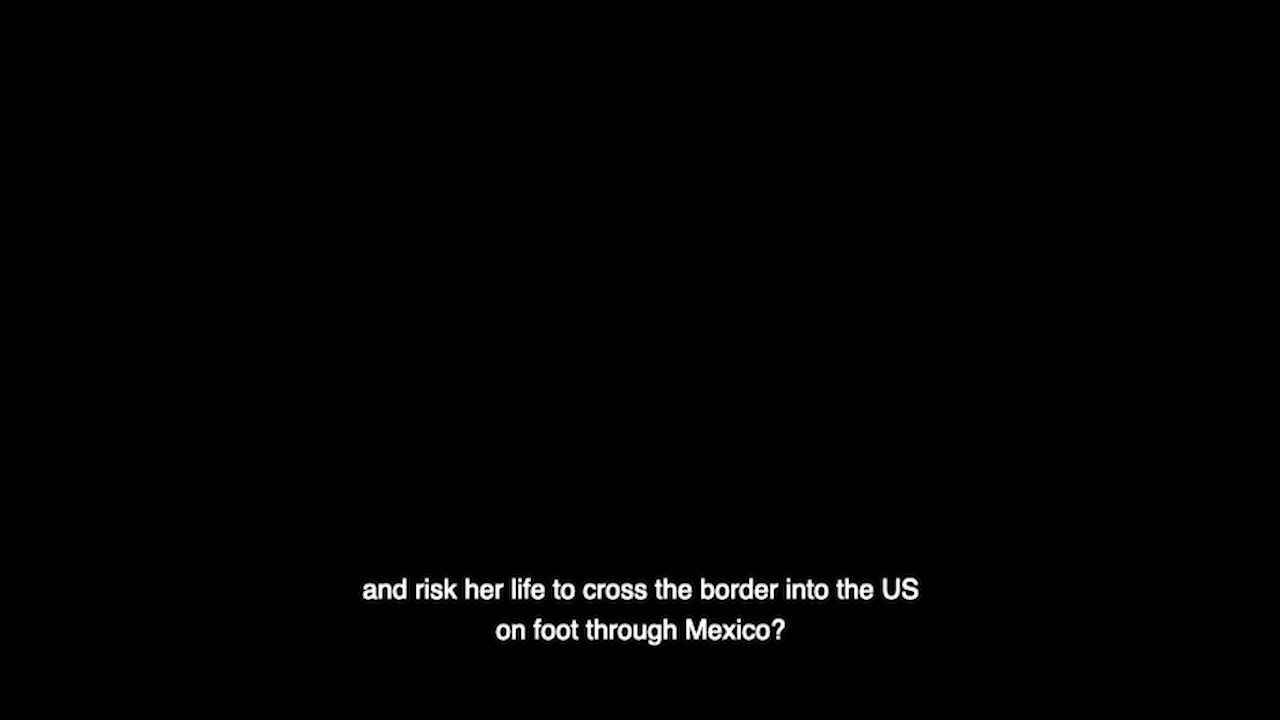 and risk her life to cross the border into the US
on foot through Mexico?